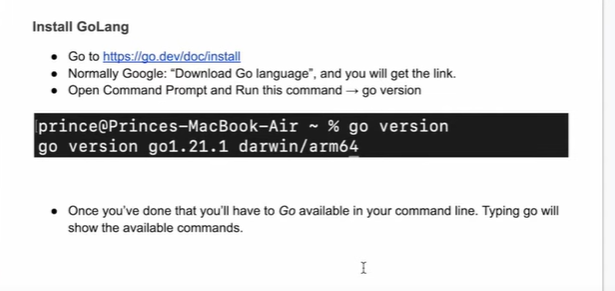 Install GoLang
Go to https://go.dev/doc/install
Normally Google: “Download Go language”, and you will get the link.
Open Command Prompt and Run this command → go version
prince@Princes-MacBook-Air ~ % go version
go version go1.21.1 darwin/arm64
Once you’ve done that you’ll have to Go available in your command line. Typing go will
show the available commands.